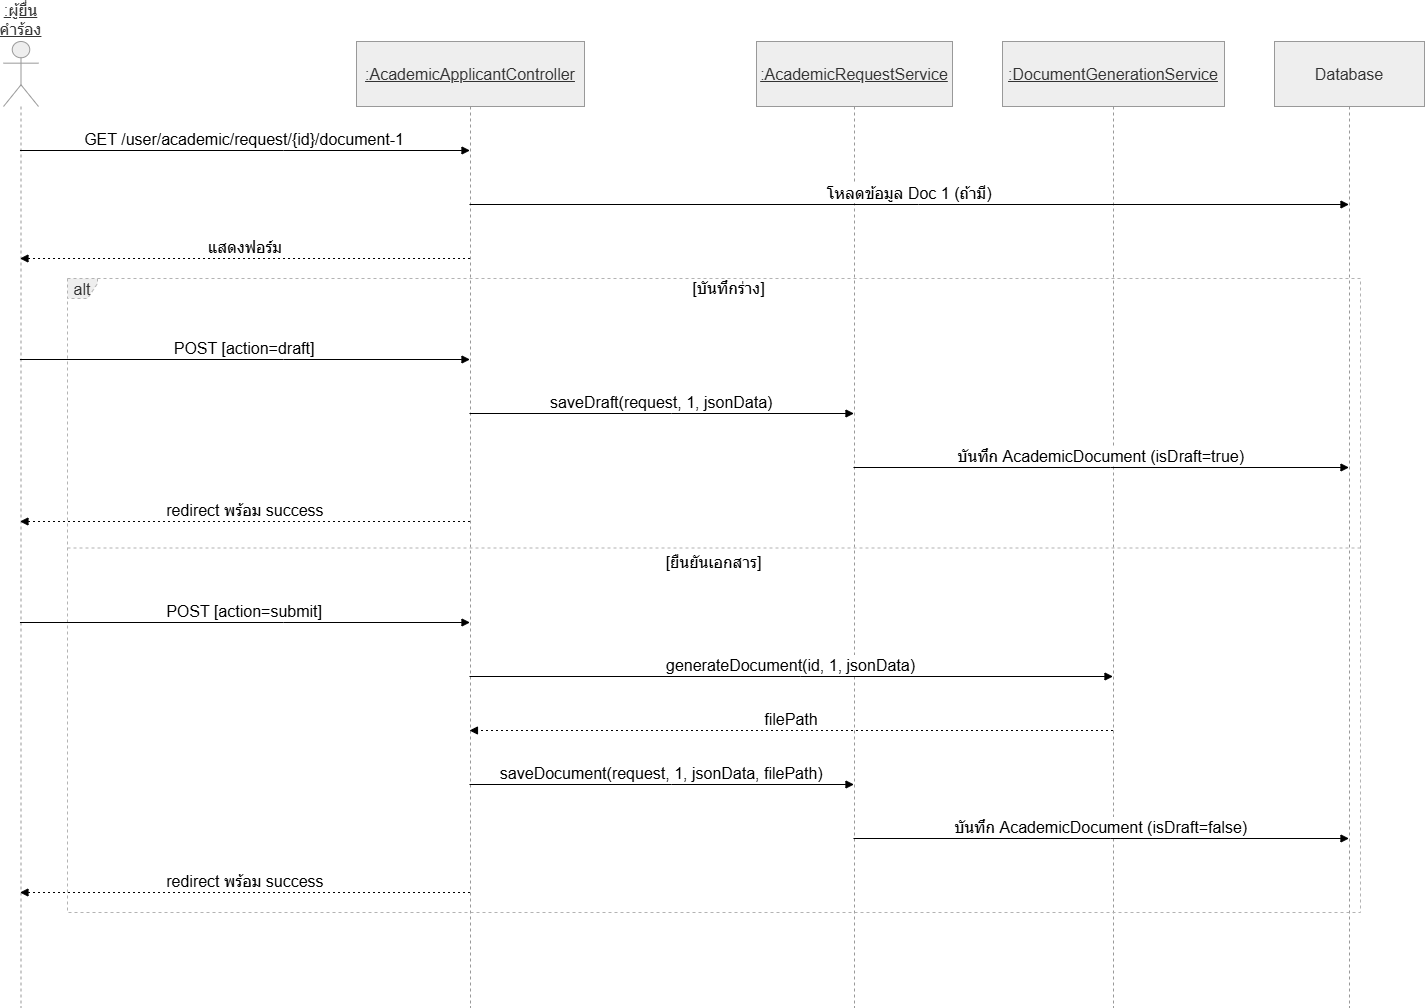 :ผู้ยื่น
คำร้อง
:AcademicApplicantController
:AcademicRequestService
:DocumentGenerationService
Database
GET /user/academic/request/{id}/document-1
โหลดข้อมูล Doc 1 (ถ้ามี)
แสดงฟอร์ม
alt
[บันทึกร่าง]
POST [action=draft]
saveDraft(request, 1, jsonData)
บันทึก AcademicDocument (isDraft=true)
redirect พร้อม success
[ยืนยันเอกสาร]
POST [action=submit]
generateDocument(id, 1, jsonData)
filePath
saveDocument(request, 1, jsonData, filePath)
บันทึก AcademicDocument (isDraft=false)
redirect พร้อม success